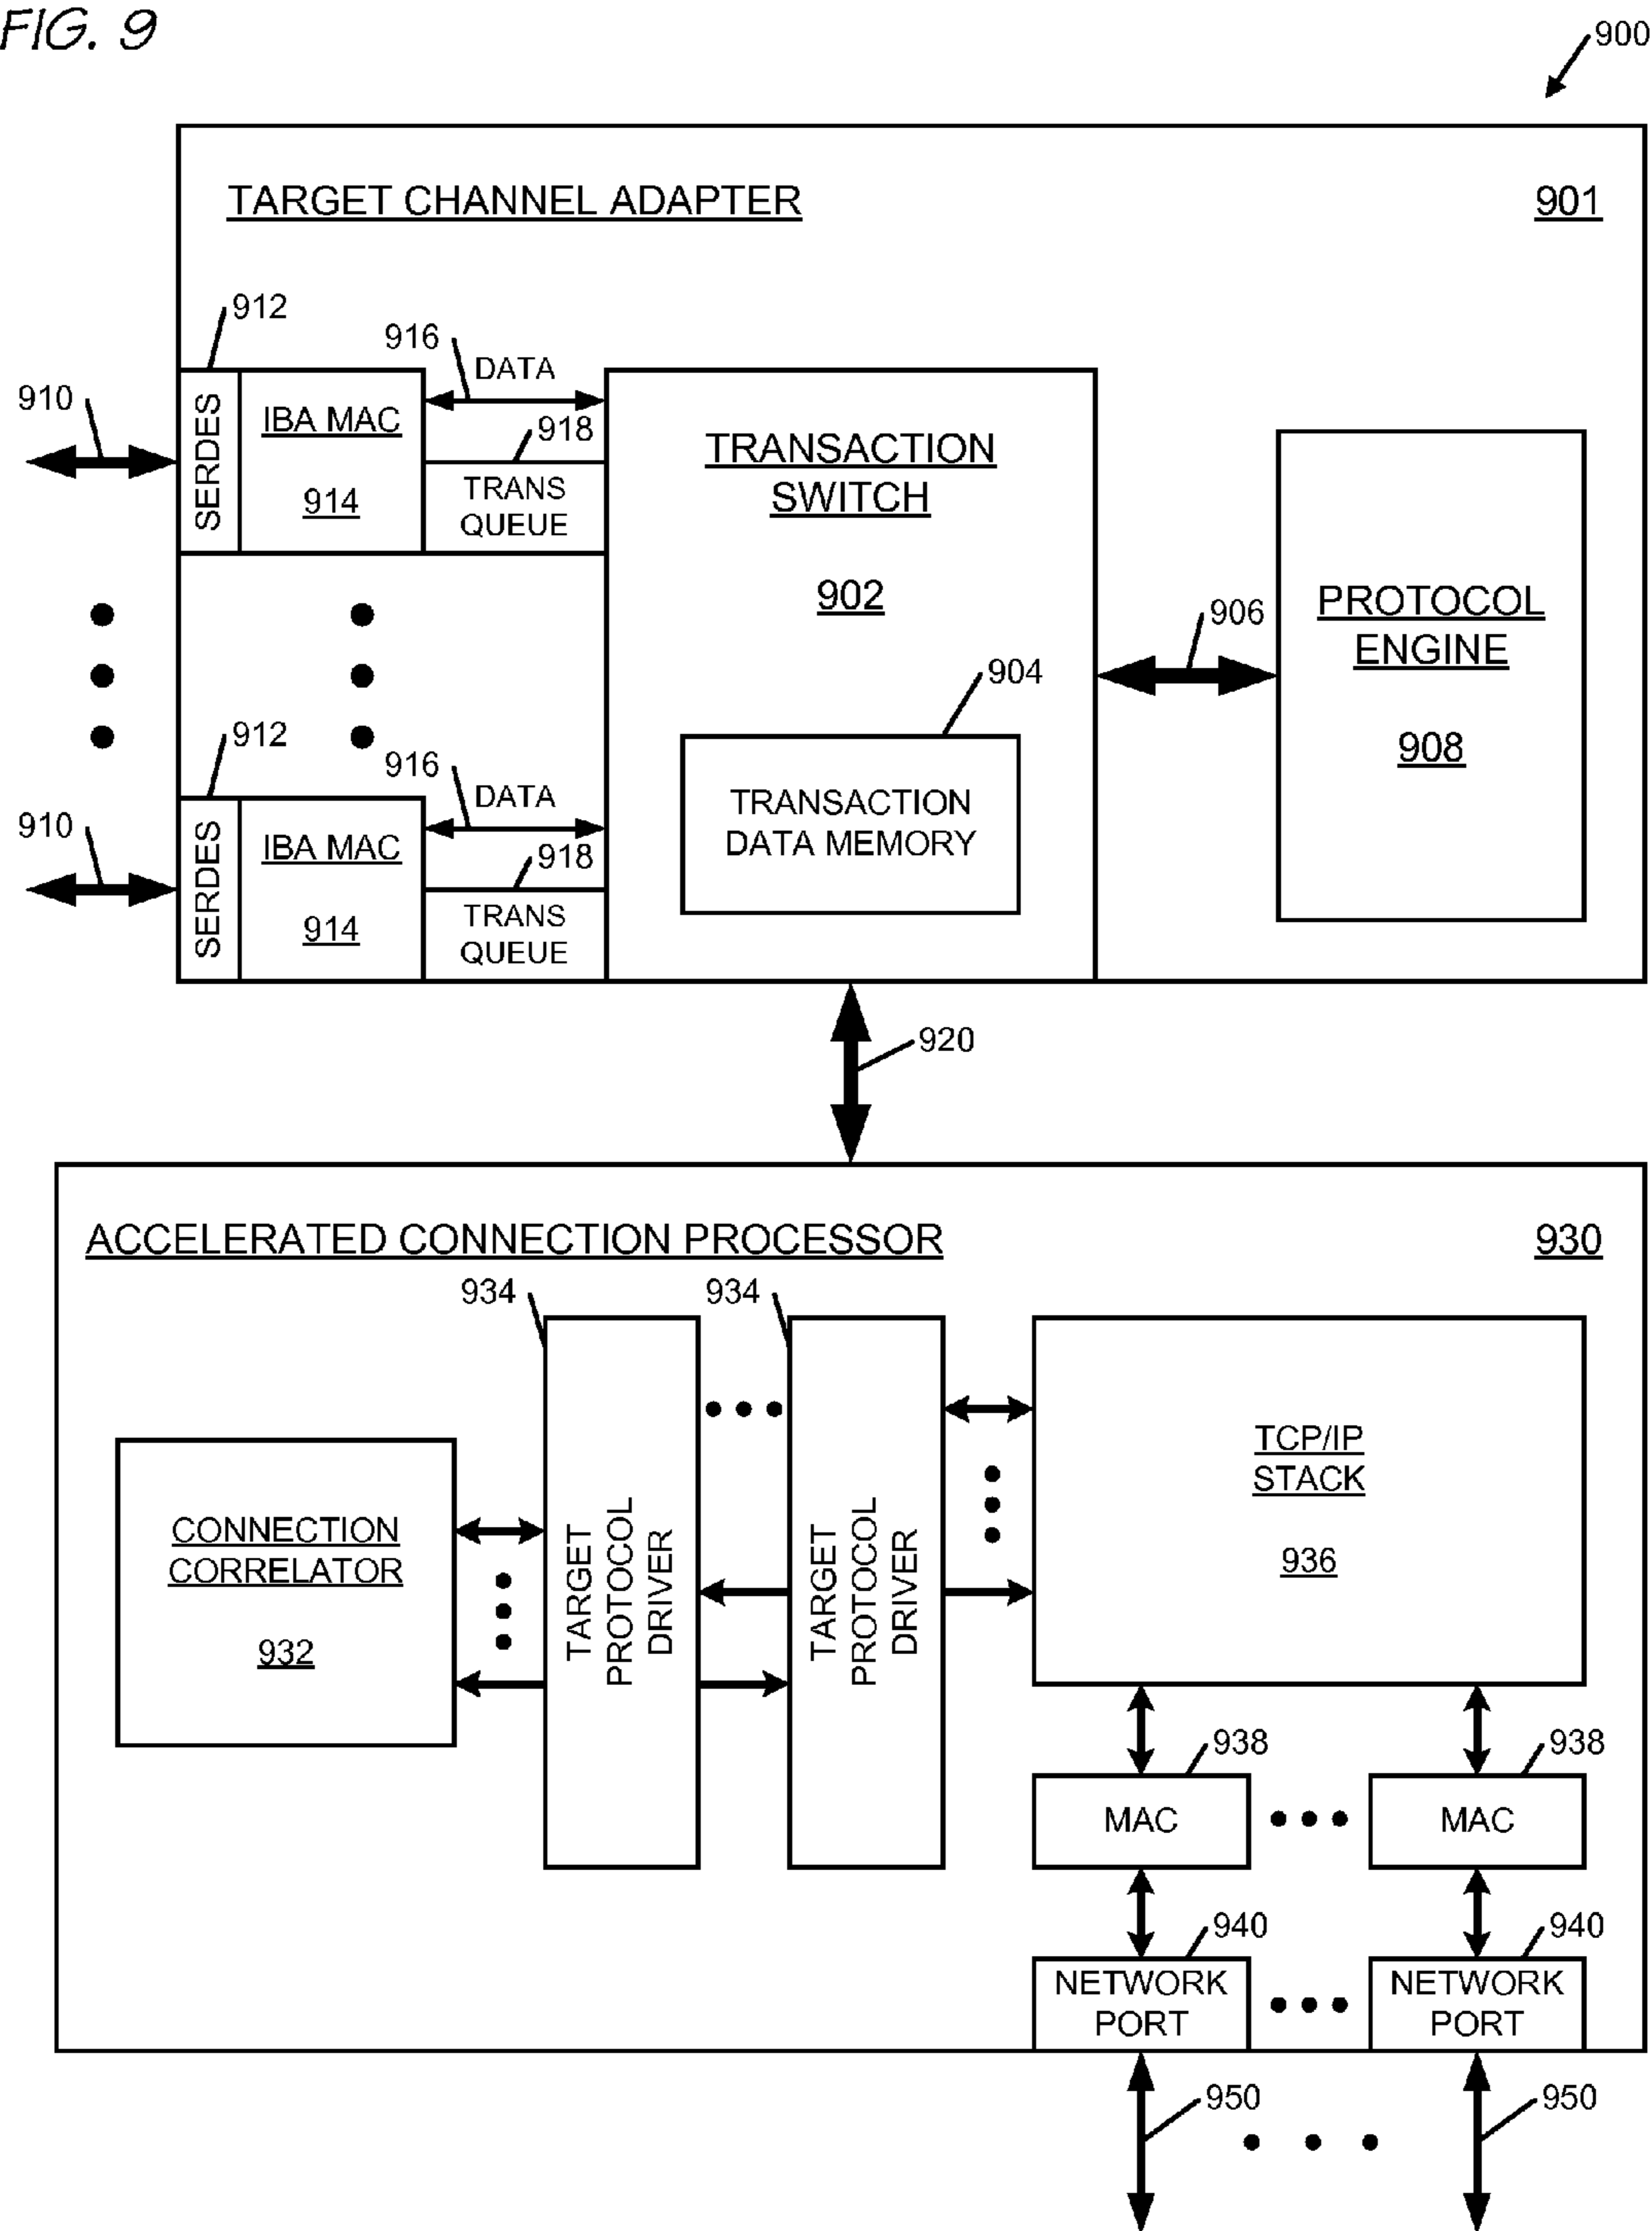 FIG. 9
900
TARGET CHANNEL ADAPTER
901
912
916
DATA
910
SERDES
IBA MAC
914
918
TRANS
QUEUE
TRANSACTION
SWITCH
902
904
TRANSACTION
DATA MEMORY
906
PROTOCOL
ENGINE
908
912
916
DATA
910
SERDES
IBA MAC
914
918
TRANS
QUEUE
920
ACCELERATED CONNECTION PROCESSOR
930
934
934
CONNECTION
CORRELATOR
932
TARGET
PROTOCOL
DRIVER
TARGET
PROTOCOL
DRIVER
TCP/IP
STACK
936
938
938
MAC
MAC
940
940
NETWORK
PORT
NETWORK
PORT
950
950